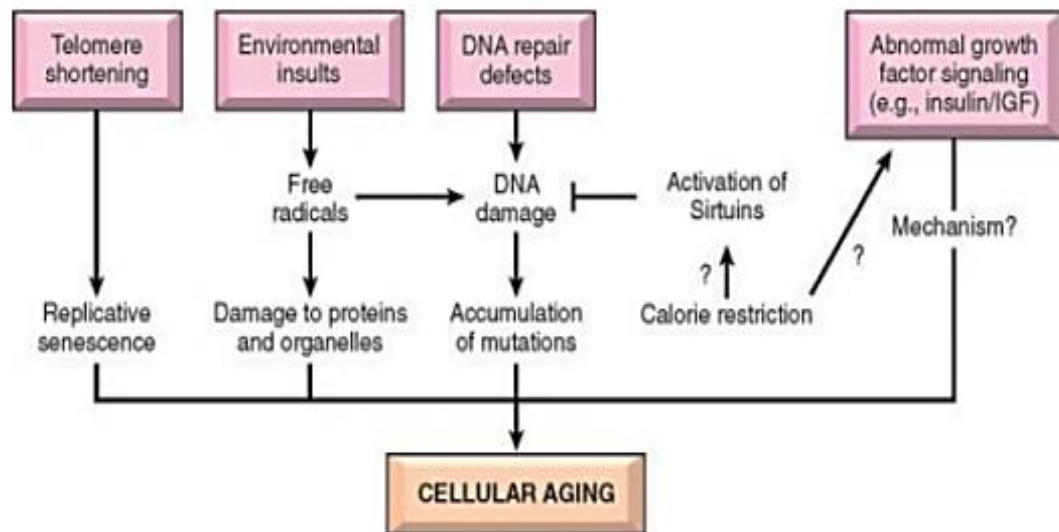 Telomere
shortening
Environmental
insults
DNA repair
defects
Abnormal growth
factor signaling
(e.g., insulin/IGF)
Free
radicals
DNA
damage
Activation of
Sirtuins
Mechanism?
?
?
Replicative
senescence
Damage to proteins
and organelles
Accumulation
of mutations
Calorie restriction
CELLULAR AGING